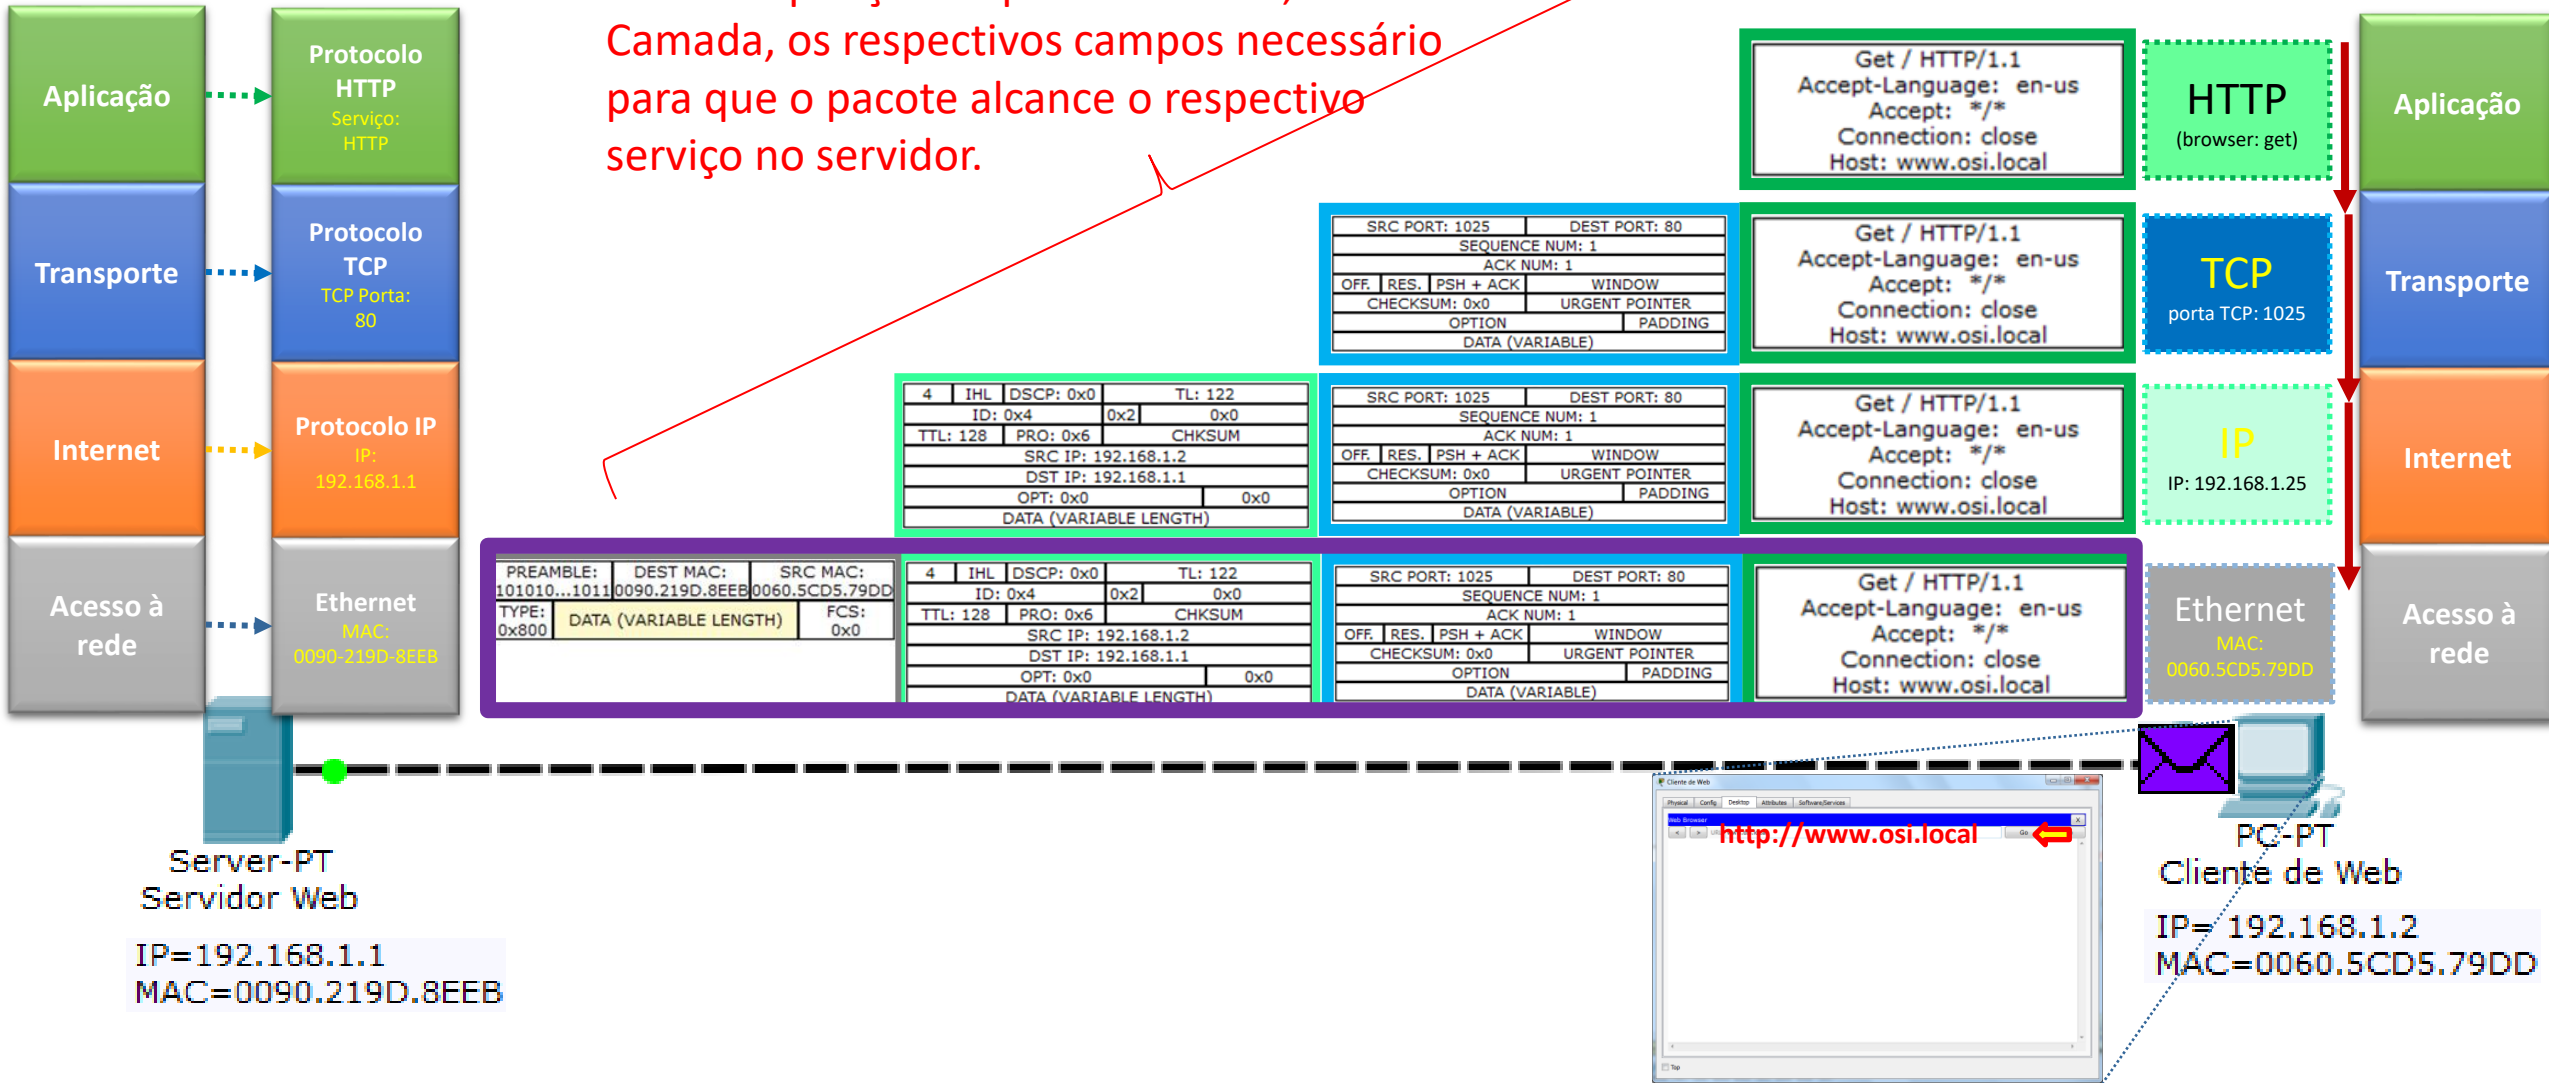 Camada, os respectivos campos necessário
para que o pacote alcance o respectivo
serviço no servidor.
Aplicação
Protocolo
HTTP
Serviço:
HTTP
Transporte
Protocolo
TCP
TCP Porta:
80
Internet
Protocolo IP
IP:
192.168.1.1
Acesso à
rede
Ethernet
MAC:
0090-219D-8EEB
Get / HTTP/1.1
Accept-Language: en-us
Accept: */*
Connection: close
Host: www.osi.local
HTTP
(browser: get)
Aplicação
SRC PORT: 1025 DEST PORT: 80
SEQUENCE NUM: 1
ACK NUM: 1
OFF. RES. PSH + ACK WINDOW
CHECKSUM: 0x0 URGENT POINTER
OPTION PADDING
DATA (VARIABLE)
Get / HTTP/1.1
Accept-Language: en-us
Accept: */*
Connection: close
Host: www.osi.local
TCP
porta TCP: 1025
Transporte
4 IHL DSCP: 0x0 TL: 122
ID: 0x4 0x2 0x0
TTL: 128 PRO: 0x6 CHKSUM
SRC IP: 192.168.1.2
DST IP: 192.168.1.1
OPT: 0x0 0x0
DATA (VARIABLE LENGTH)
SRC PORT: 1025 DEST PORT: 80
SEQUENCE NUM: 1
ACK NUM: 1
OFF. RES. PSH + ACK WINDOW
CHECKSUM: 0x0 URGENT POINTER
OPTION PADDING
DATA (VARIABLE)
Get / HTTP/1.1
Accept-Language: en-us
Accept: */*
Connection: close
Host: www.osi.local
IP
IP: 192.168.1.25
Internet
PREAMBLE: DEST MAC: SRC MAC:
101010...1011 0090.219D.8EEB 0060.5CD5.79DD
TYPE: DATA (VARIABLE LENGTH) FCS:
0x800 0x0
4 IHL DSCP: 0x0 TL: 122
ID: 0x4 0x2 0x0
TTL: 128 PRO: 0x6 CHKSUM
SRC IP: 192.168.1.2
DST IP: 192.168.1.1
OPT: 0x0 0x0
DATA (VARIABLE LENGTH)
SRC PORT: 1025 DEST PORT: 80
SEQUENCE NUM: 1
ACK NUM: 1
OFF. RES. PSH + ACK WINDOW
CHECKSUM: 0x0 URGENT POINTER
OPTION PADDING
DATA (VARIABLE)
Get / HTTP/1.1
Accept-Language: en-us
Accept: */*
Connection: close
Host: www.osi.local
Ethernet
MAC:
0060.5CD5.79DD
Acesso à
rede
Server-PT
Servidor Web
IP=192.168.1.1
MAC=0090.219D.8EEB
Cliente de Web
Physical Config Desktop Attributes Software/Services
Web Browser X
< > http://www.osi.local Go
Top
PC-PT
Cliente de Web
IP= 192.168.1.2
MAC=0060.5CD5.79DD